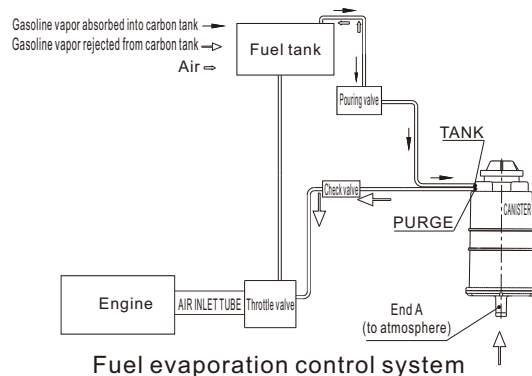 Gasoline vapor absorbed into carbon tank
Gasoline vapor rejected from carbon tank
Air
Fuel tank
Pouring valve
TANK
Check valve
CANISTER
PURGE
Engine
AIR INLET TUBE
Throttle valve
End A
(to atmosphere)
Fuel evaporation control system